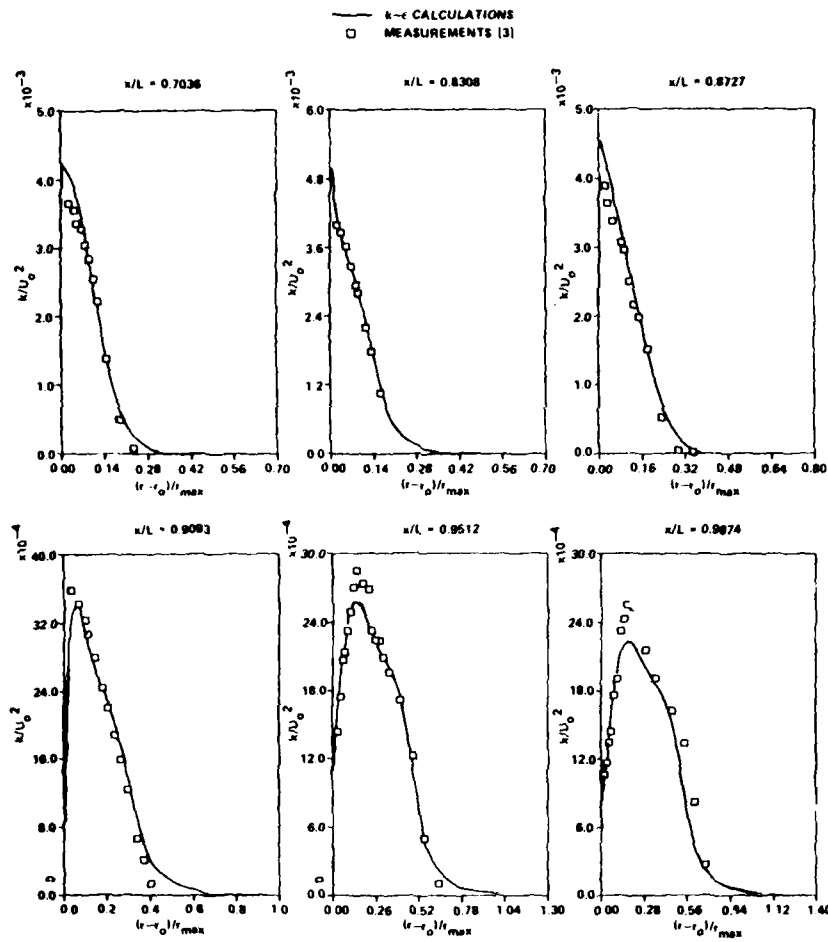 k-ϵ CALCULATIONS
MEASUREMENTS [3]
x/L = 0.7036
x/L = 0.8308
x/L = 0.8727
x10⁻³
5.0
4.0
3.0
2.0
1.0
0.0
k/U₀²
0.00 0.14 0.28 0.42 0.56 0.70
(r-r₀)/r max
x10⁻³
6.0
4.8
3.6
2.4
1.2
0.0
k/U₀²
0.00 0.14 0.28 0.42 0.56 0.70
(r-r₀)/r max
x10⁻³
5.0
4.0
3.0
2.0
1.0
0.0
k/U₀²
0.00 0.16 0.32 0.48 0.64 0.80
(r-r₀)/r max
x/L = 0.9093
x/L = 0.9512
x/L = 0.9874
x10⁻⁴
40.0
32.0
24.0
16.0
8.0
0.0
k/U₀²
0.0 0.2 0.4 0.6 0.8 1.0
(r-r₀)/r max
x10⁻⁴
30.0
24.0
18.0
12.0
6.0
0.0
k/U₀²
0.00 0.26 0.52 0.78 1.04 1.30
(r-r₀)/r max
x10⁻⁴
30.0
24.0
18.0
12.0
6.0
0.0
k/U₀²
0.00 0.28 0.56 0.84 1.12 1.40
(r-r₀)/r max